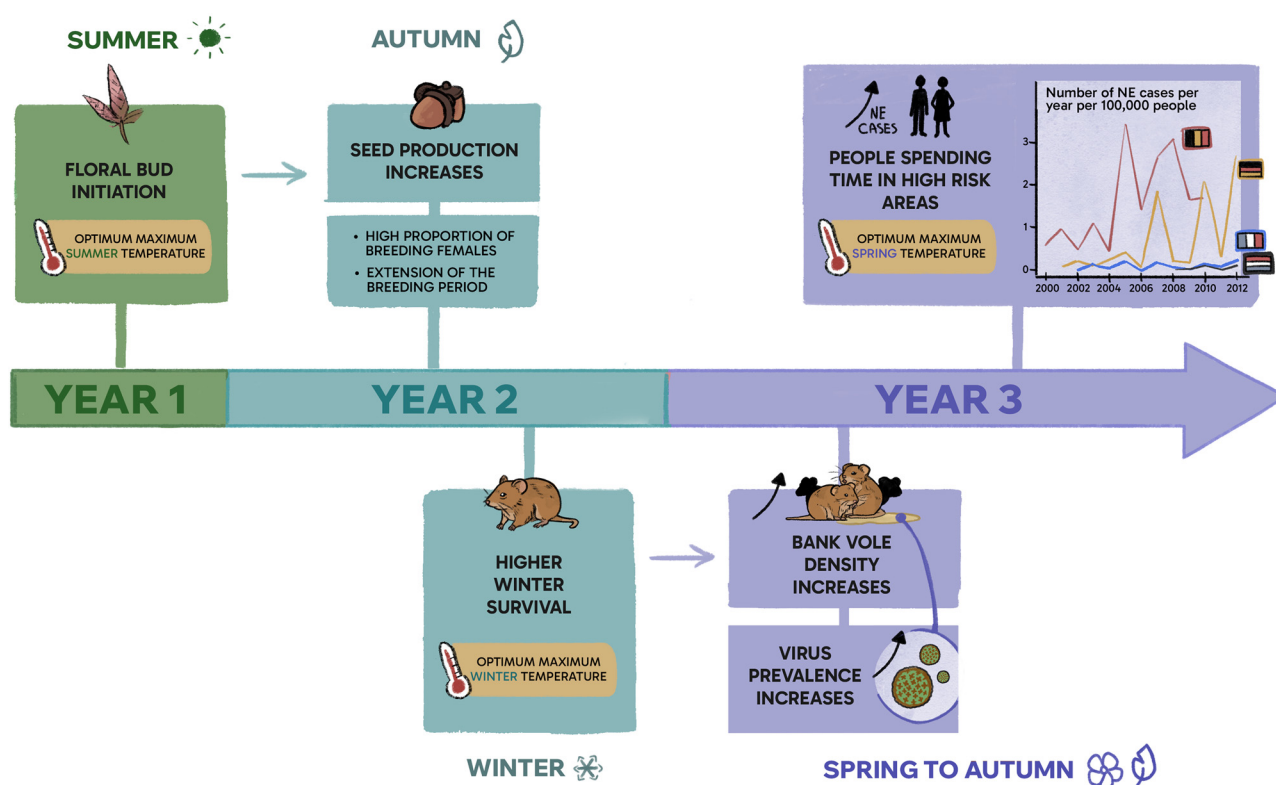 SUMMER
AUTUMN
FLORAL BUD
INITIATION
OPTIMUM MAXIMUM
SUMMER TEMPERATURE
SEED PRODUCTION
INCREASES
• HIGH PROPORTION OF
BREEDING FEMALES
• EXTENSION OF THE
BREEDING PERIOD
NE
CASES
PEOPLE SPENDING
TIME IN HIGH RISK
AREAS
OPTIMUM MAXIMUM
SPRING TEMPERATURE
Number of NE cases per
year per 100,000 people
3
2
1
0
2000 2002 2004 2006 2008 2010 2012
YEAR 1
YEAR 2
YEAR 3
HIGHER
WINTER
SURVIVAL
OPTIMUM MAXIMUM
WINTER TEMPERATURE
BANK VOLE
DENSITY
INCREASES
VIRUS
PREVALENCE
INCREASES
WINTER
SPRING TO AUTUMN